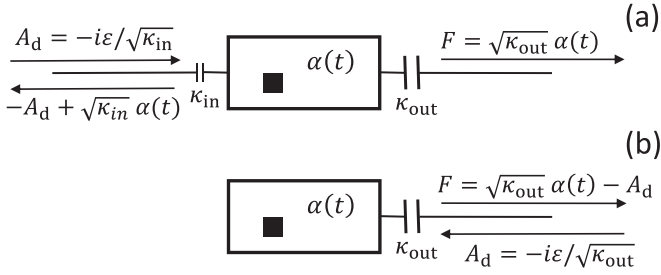 (a)
A_d = −iε/√κ_in
α(t)
F = √κ_out α(t)
−A_d + √κ_in α(t)
κ_in
κ_out
(b)
α(t)
F = √κ_out α(t) − A_d
κ_out
A_d = −iε/√κ_out